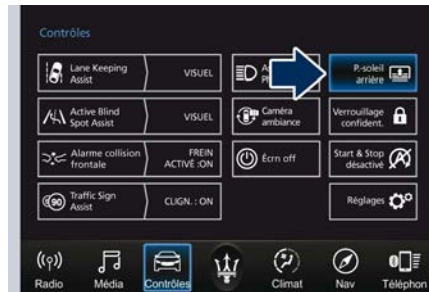 Contrôles
Lane Keeping
Assist
VISUEL
P.-soleil
arrière
Active Blind
Spot Assist
VISUEL
Caméra
ambiance
Verrouillage
confident.
Alarme collision
frontale
FREIN
ACTIVÉ :ON
Écrn off
Start & Stop
désactivé
90
Traffic Sign
Assist
CLIGN. : ON
Réglages
Radio
Média
Contrôles
Climat
Nav
Téléphon